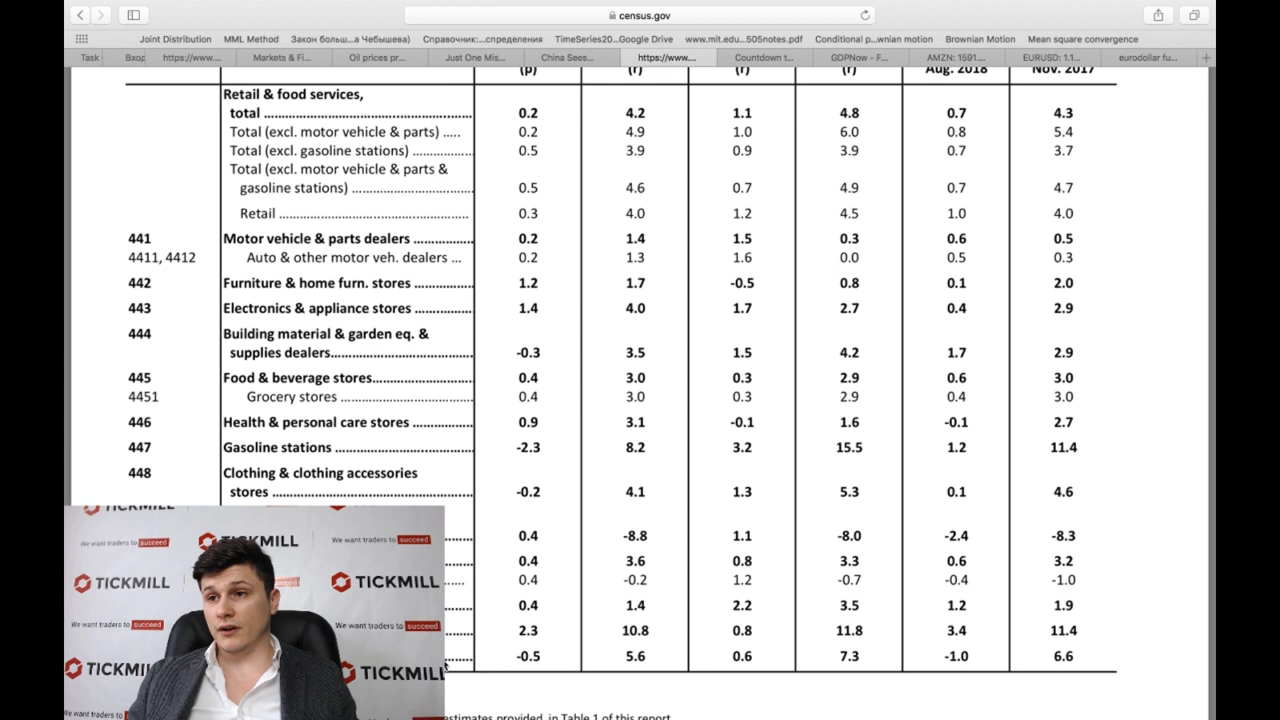 census.gov
Joint Distribution MML Method Закон больш...а Чебышева) Справочник:...спределения TimeSeries20...Google Drive www.mit.edu...505notes.pdf Conditional p...wnian motion Brownian Motion Mean square convergence
Task Вход https://www.... Markets & Fi... Oil prices pr... Just One Mis... China Sees... https://www.... Countdown t... GDPNow - F... AMZN: 1591.... EURUSD: 1.1... eurodollar fu...
(p) (r) (r) (r) Aug. 2018 Nov. 2017
Retail & food services,
total 0.2 4.2 1.1 4.8 0.7 4.3
Total (excl. motor vehicle & parts) ..... 0.2 4.9 1.0 6.0 0.8 5.4
Total (excl. gasoline stations) 0.5 3.9 0.9 3.9 0.7 3.7
Total (excl. motor vehicle & parts &
gasoline stations) 0.5 4.6 0.7 4.9 0.7 4.7
Retail 0.3 4.0 1.2 4.5 1.0 4.0
441 Motor vehicle & parts dealers 0.2 1.4 1.5 0.3 0.6 0.5
4411, 4412 Auto & other motor veh. dealers ... 0.2 1.3 1.6 0.0 0.5 0.3
442 Furniture & home furn. stores 1.2 1.7 -0.5 0.8 0.1 2.0
443 Electronics & appliance stores 1.4 4.0 1.7 2.7 0.4 2.9
444 Building material & garden eq. &
supplies dealers -0.3 3.5 1.5 4.2 1.7 2.9
445 Food & beverage stores 0.4 3.0 0.3 2.9 0.6 3.0
4451 Grocery stores 0.4 3.0 0.3 2.9 0.4 3.0
446 Health & personal care stores 0.9 3.1 -0.1 1.6 -0.1 2.7
447 Gasoline stations -2.3 8.2 3.2 15.5 1.2 11.4
448 Clothing & clothing accessories
stores -0.2 4.1 1.3 5.3 0.1 4.6
0.4 -8.8 1.1 -8.0 -2.4 -8.3
0.4 3.6 0.8 3.3 0.6 3.2
0.4 -0.2 1.2 -0.7 -0.4 -1.0
0.4 1.4 2.2 3.5 1.2 1.9
2.3 10.8 0.8 11.8 3.4 11.4
-0.5 5.6 0.6 7.3 -1.0 6.6
estimates provided in Table 1 of this report
TICKMILL
We want traders to succeed
TICKMILL
We want traders to succeed
TICKMILL
TICKMILL
We want traders to succeed
We want traders to succeed
TICKMILL
TICKMILL